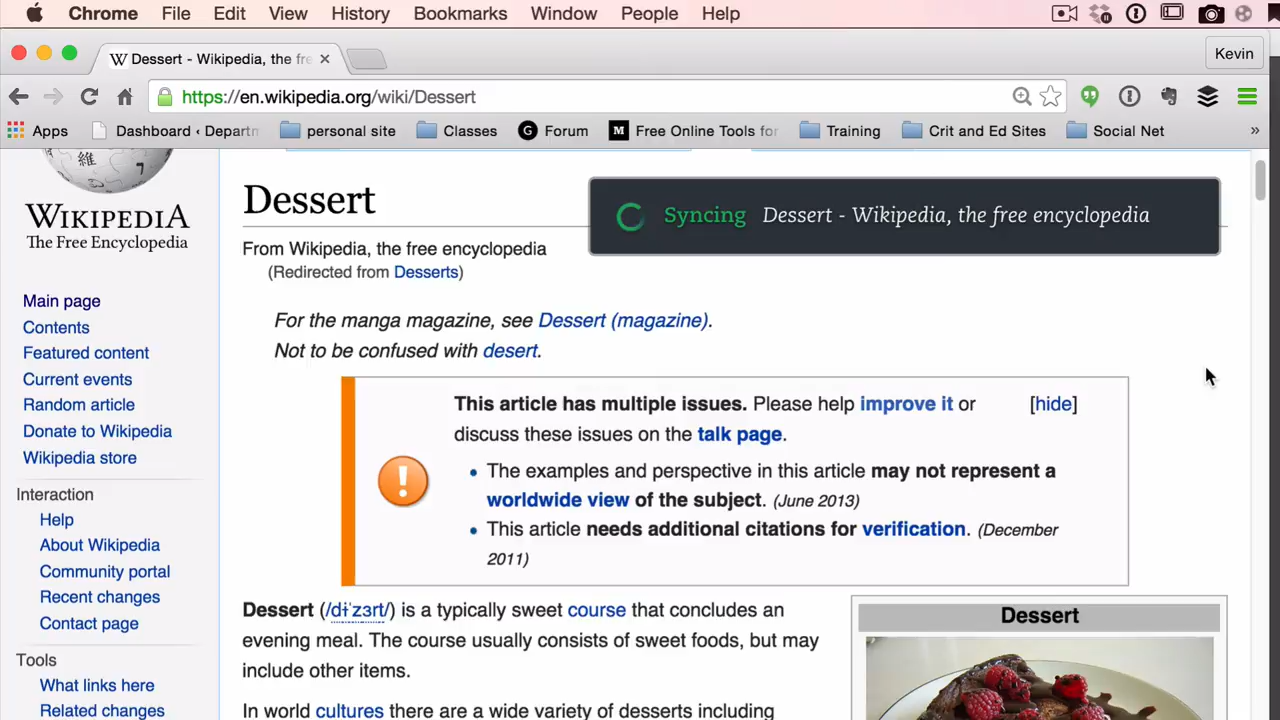 Chrome File Edit View History Bookmarks Window People Help
W Dessert - Wikipedia, the fre
Kevin
https://en.wikipedia.org/wiki/Dessert
Apps Dashboard ‹ Departm personal site Classes G Forum M Free Online Tools for Training Crit and Ed Sites Social Net »
維
WIKIPEDIA
The Free Encyclopedia
Main page
Contents
Featured content
Current events
Random article
Donate to Wikipedia
Wikipedia store
Interaction
Help
About Wikipedia
Community portal
Recent changes
Contact page
Tools
What links here
Related changes
Dessert
Syncing Dessert - Wikipedia, the free encyclopedia
From Wikipedia, the free encyclopedia
(Redirected from Desserts)
For the manga magazine, see Dessert (magazine).
Not to be confused with desert.
This article has multiple issues. Please help improve it or [hide]
discuss these issues on the talk page.
• The examples and perspective in this article may not represent a
worldwide view of the subject. (June 2013)
• This article needs additional citations for verification. (December
2011)
Dessert (/dɨˈzɜrt/) is a typically sweet course that concludes an
evening meal. The course usually consists of sweet foods, but may
include other items.
In world cultures there are a wide variety of desserts including
Dessert